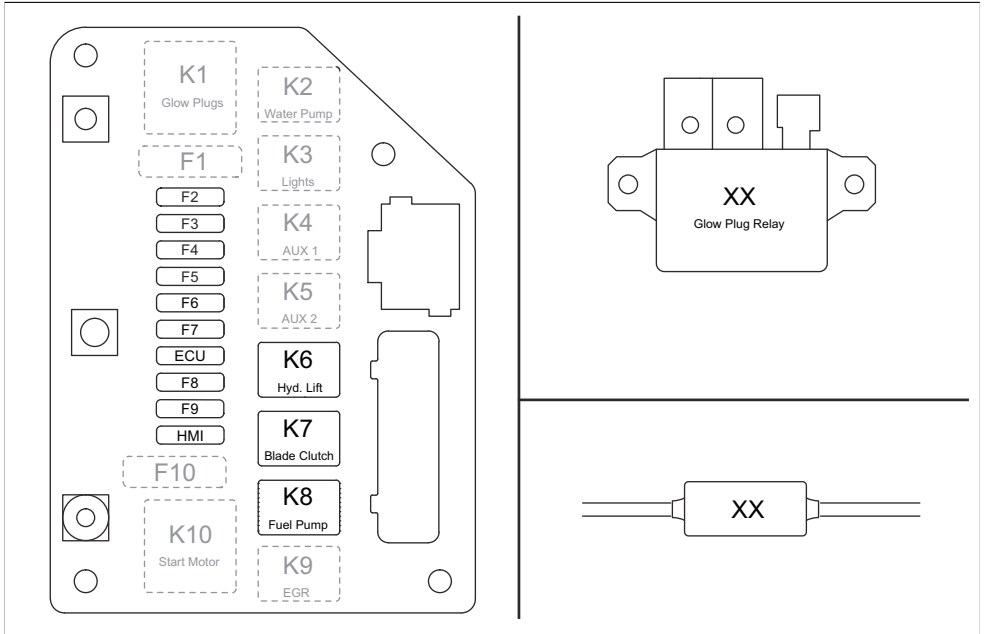 K1
Glow Plugs
F1
F2
F3
F4
F5
F6
F7
ECU
F8
F9
HMI
F10
K10
Start Motor
K2
Water Pump
K3
Lights
K4
AUX 1
K5
AUX 2
K6
Hyd. Lift
K7
Blade Clutch
K8
Fuel Pump
K9
EGR
XX
Glow Plug Relay
XX